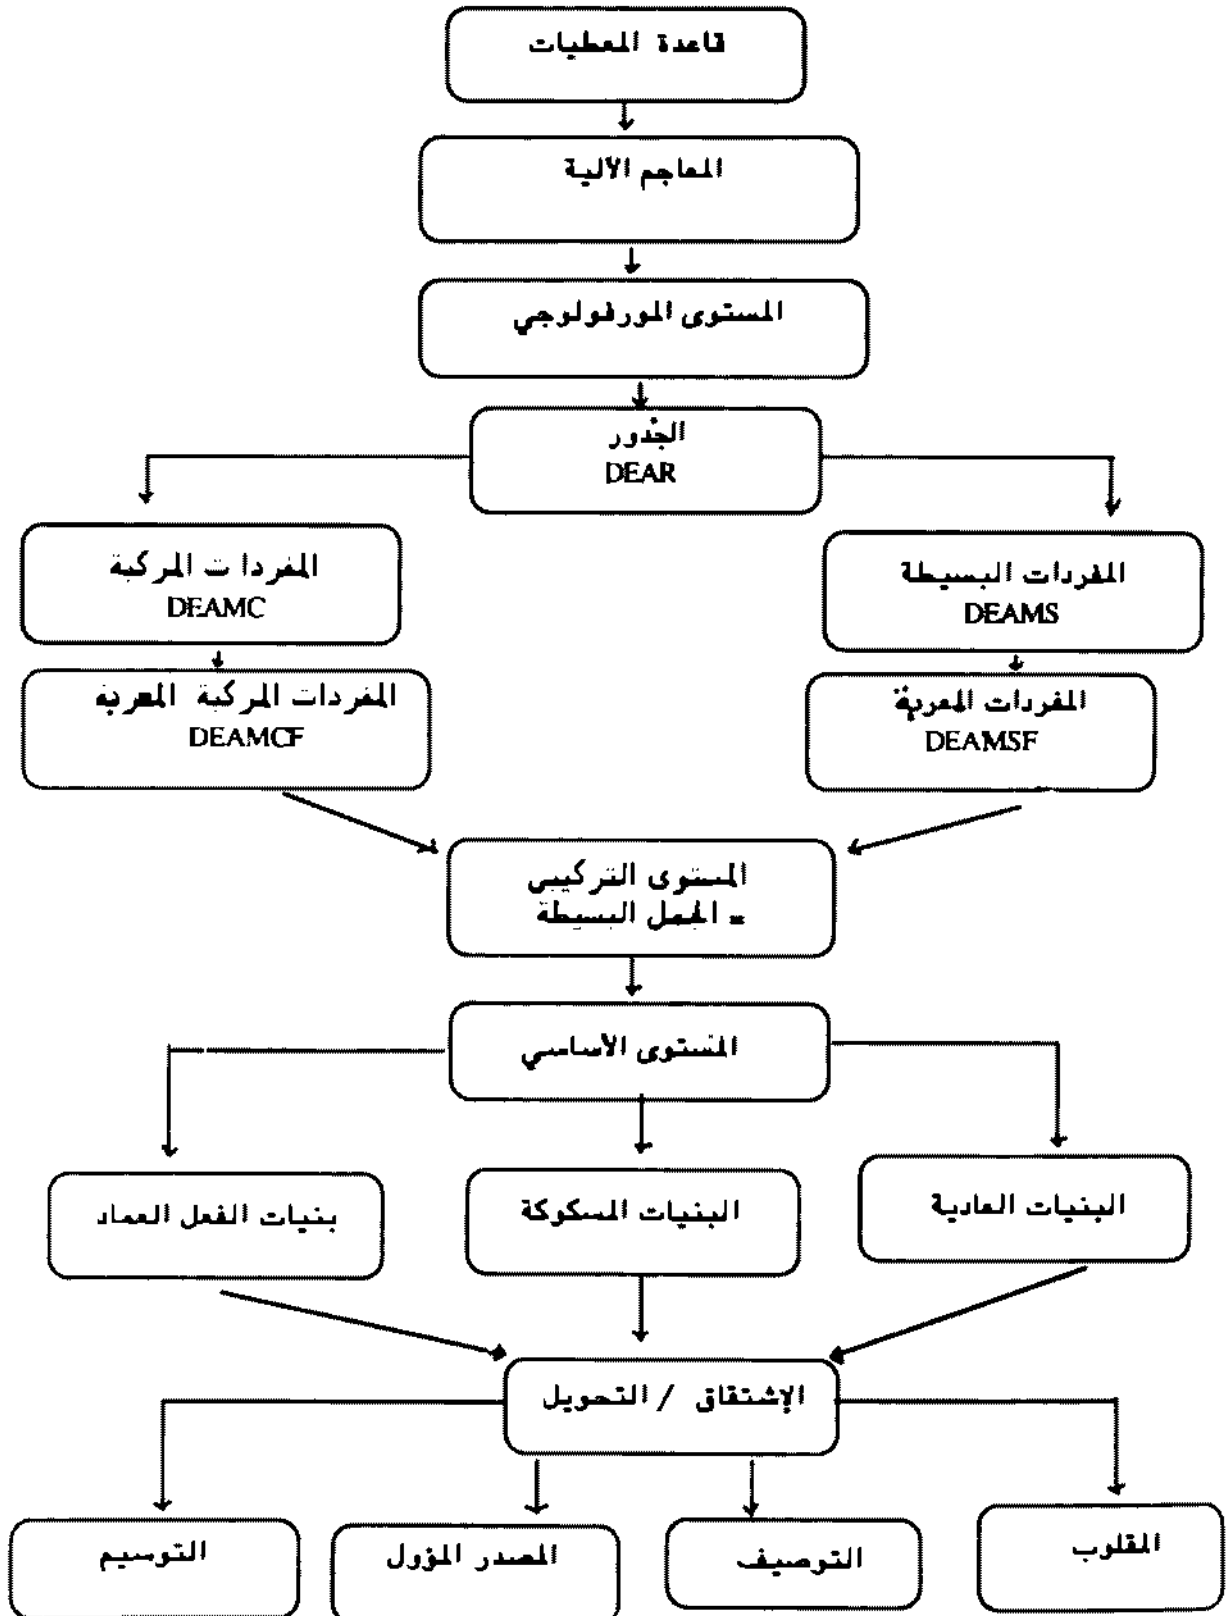 قاعدة المعطيات
المعاجم الآلية
المستوى المورفولوجي
الجدور
DEAR
المفردات البسيطة
DEAMS
المفردات المركبة
DEAMC
المفردات المعربة
DEAMSF
المفردات المركبة المعربة
DEAMCF
المستوى التركيبي
= الجمل البسيطة
المستوى الأساسي
البنيات العادية
البنيات المسكوكة
بنيات الفعل العماد
الإشتقاق / التحويل
المقلوب
التوصيف
المصدر المؤول
التوسيم